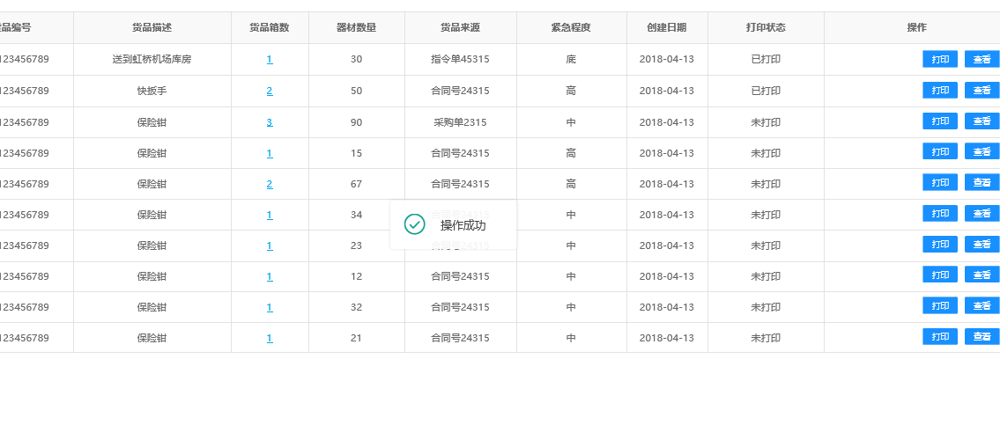 品编号 货品描述 货品箱数 器材数量 货品来源 紧急程度 创建日期 打印状态 操作
123456789 送到虹桥机场库房 1 30 指令单45315 底 2018-04-13 已打印 打印 查看
123456789 快扳手 2 50 合同号24315 高 2018-04-13 已打印 打印 查看
123456789 保险钳 3 90 采购单2315 中 2018-04-13 未打印 打印 查看
123456789 保险钳 1 15 合同号24315 高 2018-04-13 未打印 打印 查看
123456789 保险钳 2 67 合同号24315 高 2018-04-13 未打印 打印 查看
123456789 保险钳 1 34 合同号24315 中 2018-04-13 未打印 打印 查看
操作成功
123456789 保险钳 1 23 合同号24315 中 2018-04-13 未打印 打印 查看
123456789 保险钳 1 12 合同号24315 中 2018-04-13 未打印 打印 查看
123456789 保险钳 1 32 合同号24315 中 2018-04-13 未打印 打印 查看
123456789 保险钳 1 21 合同号24315 中 2018-04-13 未打印 打印 查看